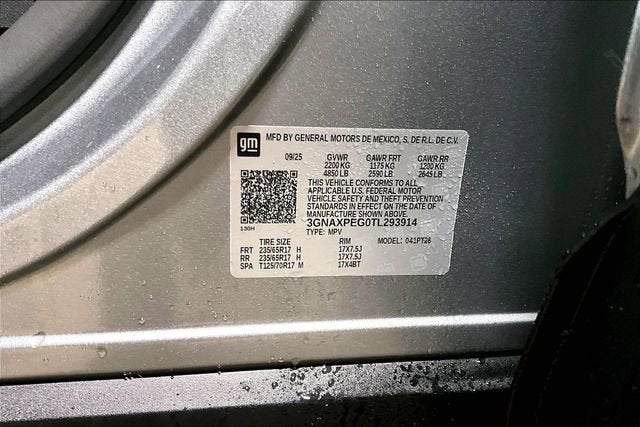 gm MFD BY GENERAL MOTORS DE MEXICO, S. DE R.L. DE C.V.
09/25 GVWR GAWR FRT GAWR RR
2200 KG 1175 KG 1200 KG
4850 LB 2590 LB 2645 LB
THIS VEHICLE CONFORMS TO ALL
APPLICABLE U.S. FEDERAL MOTOR
VEHICLE SAFETY AND THEFT PREVENTION
STANDARDS IN EFFECT ON THE DATE OF
MANUFACTURE SHOWN ABOVE.
3GNAXPEG0TL293914
130H
TYPE: MPV
TIRE SIZE RIM MODEL: 041PT26
FRT 235/65R17 H 17X7.5J
RR 235/65R17 H 17X7.5J
SPA T125/70R17 M 17X4BT